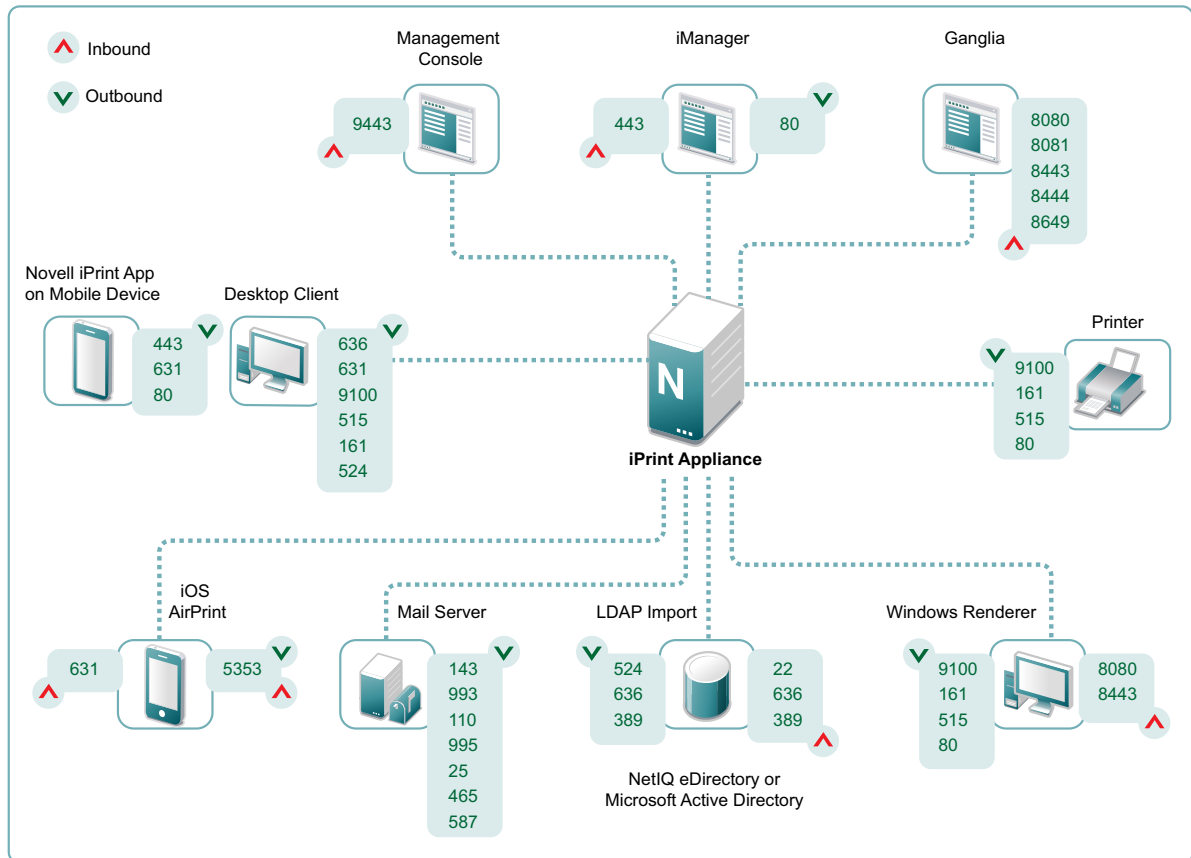 Inbound
Outbound
Management
Console
9443
iManager
443
80
Ganglia
8080
8081
8443
8444
8649
Novell iPrint App
on Mobile Device
443
631
80
Desktop Client
636
631
9100
515
161
524
N
iPrint Appliance
Printer
9100
161
515
80
iOS
AirPrint
631
5353
Mail Server
143
993
110
995
25
465
587
LDAP Import
524
636
389
22
636
389
NetIQ eDirectory or
Microsoft Active Directory
Windows Renderer
9100
161
515
80
8080
8443